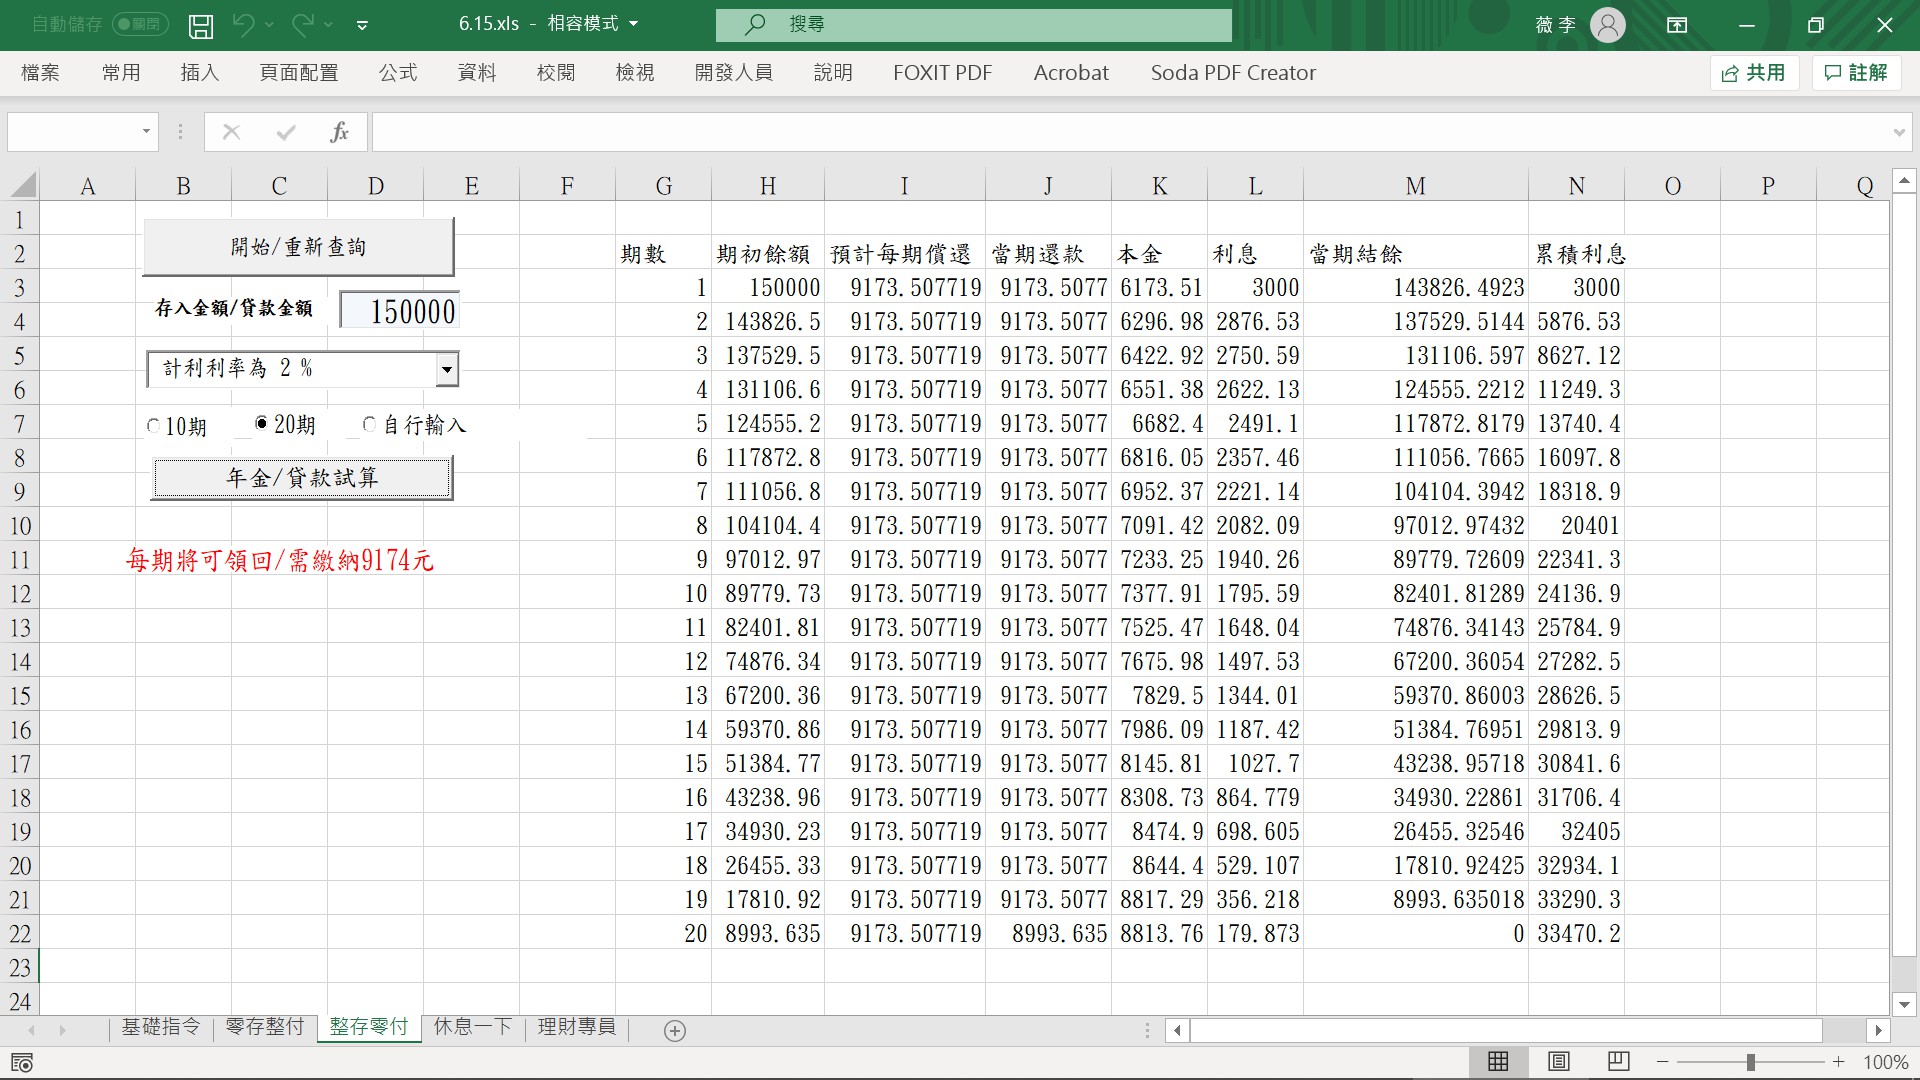 自動儲存 關閉 6.15.xls - 相容模式 搜尋 薇 李
檔案 常用 插入 頁面配置 公式 資料 校閱 檢視 開發人員 說明 FOXIT PDF Acrobat Soda PDF Creator 共用 註解
fx
A B C D E F G H I J K L M N O P Q
1
開始/重新查詢
2 期數 期初餘額 預計每期償還 當期還款 本金 利息 當期結餘 累積利息
3 1 150000 9173.507719 9173.5077 6173.51 3000 143826.4923 3000
存入金額/貸款金額 150000
4 2 143826.5 9173.507719 9173.5077 6296.98 2876.53 137529.5144 5876.53
5 3 137529.5 9173.507719 9173.5077 6422.92 2750.59 131106.597 8627.12
計利利率為 2 %
6 4 131106.6 9173.507719 9173.5077 6551.38 2622.13 124555.2212 11249.3
7 10期 20期 自行輸入 5 124555.2 9173.507719 9173.5077 6682.4 2491.1 117872.8179 13740.4
8 6 117872.8 9173.507719 9173.5077 6816.05 2357.46 111056.7665 16097.8
年金/貸款試算
9 7 111056.8 9173.507719 9173.5077 6952.37 2221.14 104104.3942 18318.9
10 8 104104.4 9173.507719 9173.5077 7091.42 2082.09 97012.97432 20401
11 每期將可領回/需繳納9174元 9 97012.97 9173.507719 9173.5077 7233.25 1940.26 89779.72609 22341.3
12 10 89779.73 9173.507719 9173.5077 7377.91 1795.59 82401.81289 24136.9
13 11 82401.81 9173.507719 9173.5077 7525.47 1648.04 74876.34143 25784.9
14 12 74876.34 9173.507719 9173.5077 7675.98 1497.53 67200.36054 27282.5
15 13 67200.36 9173.507719 9173.5077 7829.5 1344.01 59370.86003 28626.5
16 14 59370.86 9173.507719 9173.5077 7986.09 1187.42 51384.76951 29813.9
17 15 51384.77 9173.507719 9173.5077 8145.81 1027.7 43238.95718 30841.6
18 16 43238.96 9173.507719 9173.5077 8308.73 864.779 34930.22861 31706.4
19 17 34930.23 9173.507719 9173.5077 8474.9 698.605 26455.32546 32405
20 18 26455.33 9173.507719 9173.5077 8644.4 529.107 17810.92425 32934.1
21 19 17810.92 9173.507719 9173.5077 8817.29 356.218 8993.635018 33290.3
22 20 8993.635 9173.507719 8993.635 8813.76 179.873 0 33470.2
23
24
基礎指令 零存整付 整存零付 休息一下 理財專員
100%